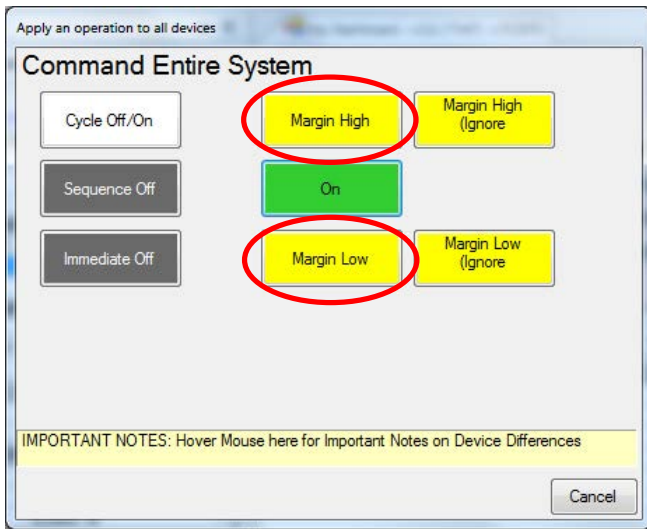 Apply an operation to all devices
Command Entire System
Cycle Off/On
Margin High
Margin High
(Ignore
Sequence Off
On
Immediate Off
Margin Low
Margin Low
(Ignore
IMPORTANT NOTES: Hover Mouse here for Important Notes on Device Differences
Cancel